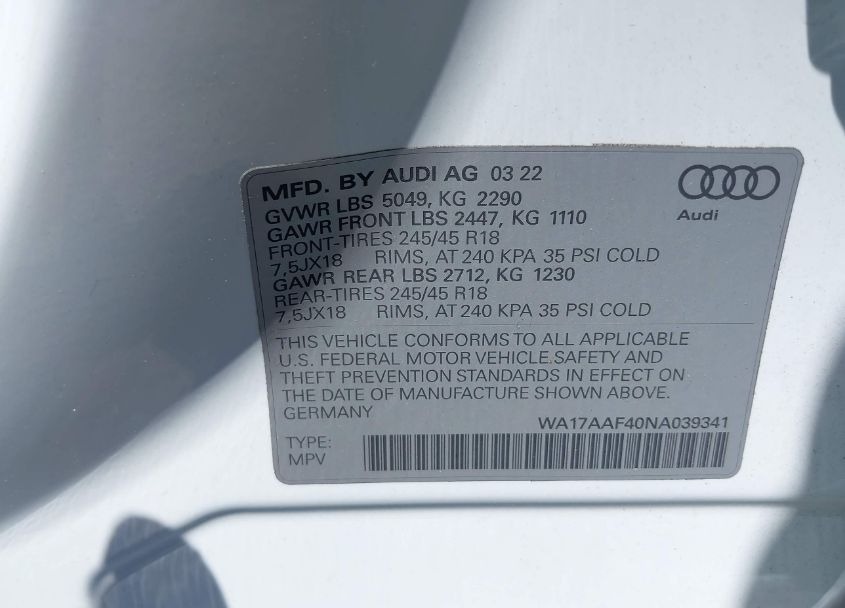 MFD. BY AUDI AG 03 22
GVWR LBS 5049, KG 2290
GAWR FRONT LBS 2447, KG 1110
FRONT-TIRES 245/45 R18
7,5JX18 RIMS, AT 240 KPA 35 PSI COLD
GAWR REAR LBS 2712, KG 1230
REAR-TIRES 245/45 R18
7,5JX18 RIMS, AT 240 KPA 35 PSI COLD
Audi
THIS VEHICLE CONFORMS TO ALL APPLICABLE
U.S. FEDERAL MOTOR VEHICLE SAFETY AND
THEFT PREVENTION STANDARDS IN EFFECT ON
THE DATE OF MANUFACTURE SHOWN ABOVE.
GERMANY
WA17AAF40NA039341
TYPE:
MPV